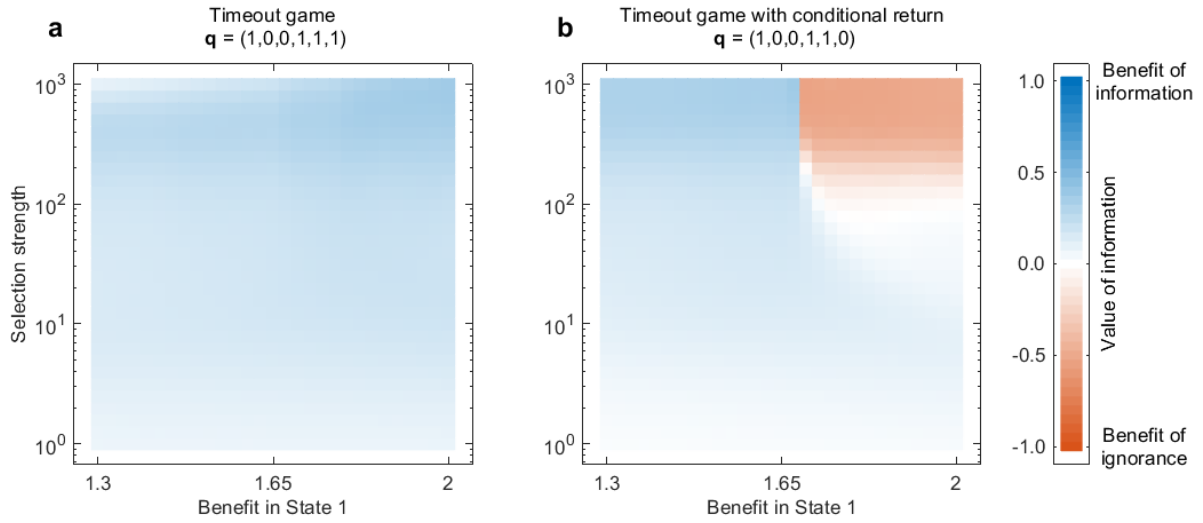 a
Timeout game
q = (1,0,0,1,1,1)
b
Timeout game with conditional return
q = (1,0,0,1,1,0)
Selection strength
10³
10²
10¹
10⁰
1.3
1.65
2
Benefit in State 1
10³
10²
10¹
10⁰
1.3
1.65
2
Benefit in State 1
1.0
0.5
0.0
-0.5
-1.0
Benefit of
information
Value of information
Benefit of
ignorance